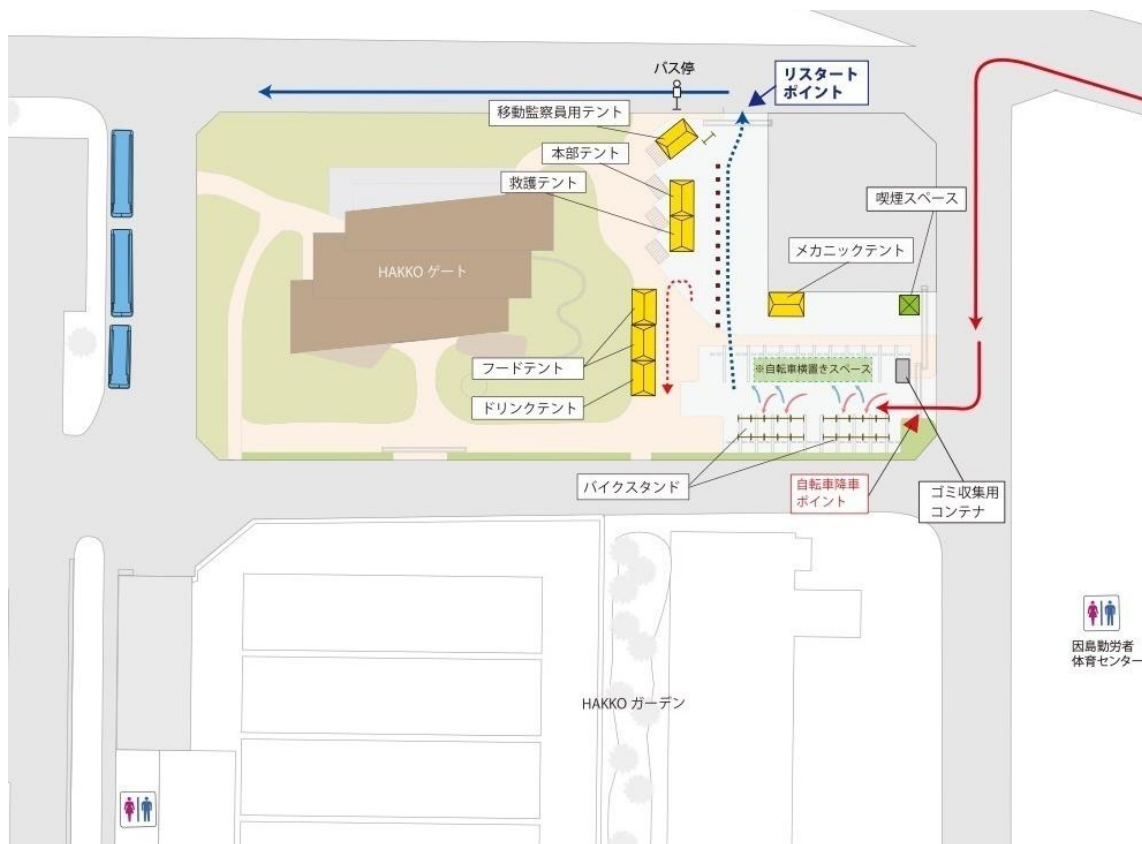 バス停
リスタート
ポイント
移動監察員用テント
本部テント
救護テント
喫煙スペース
メカニックテント
HAKKO ゲート
フードテント
※自転車横置きスペース
ドリンクテント
バイクスタンド
自転車降車
ポイント
ゴミ収集用
コンテナ
因島勤労者
体育センター
HAKKO ガーデン